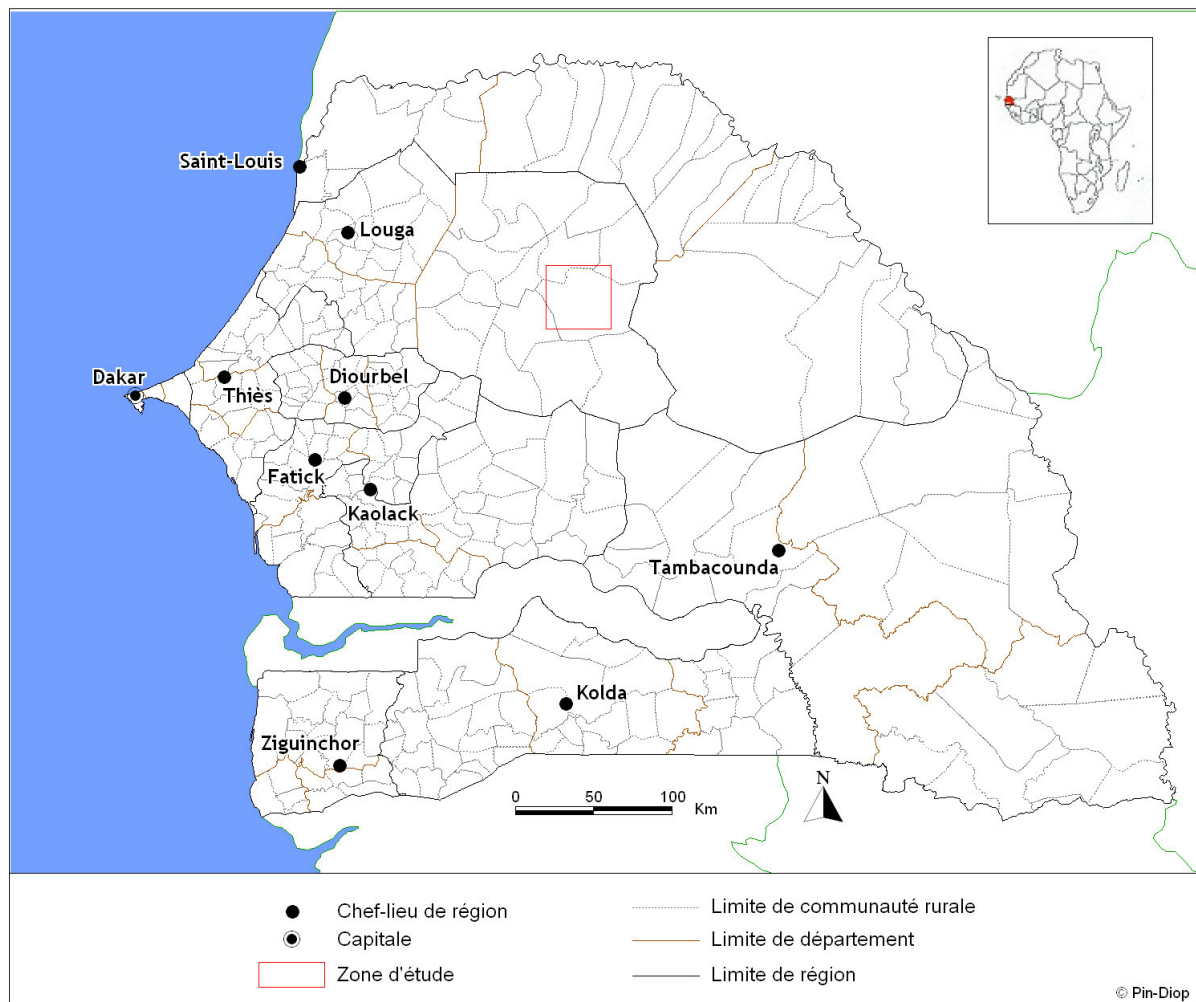 Saint-Louis
Louga
Dakar
Thiès
Diourbel
Fatick
Kaolack
Tambacounda
Kolda
Ziguinchor
N
0 50 100
Km
Chef-lieu de région
Capitale
Zone d'étude
Limite de communauté rurale
Limite de département
Limite de région
© Pin-Diop